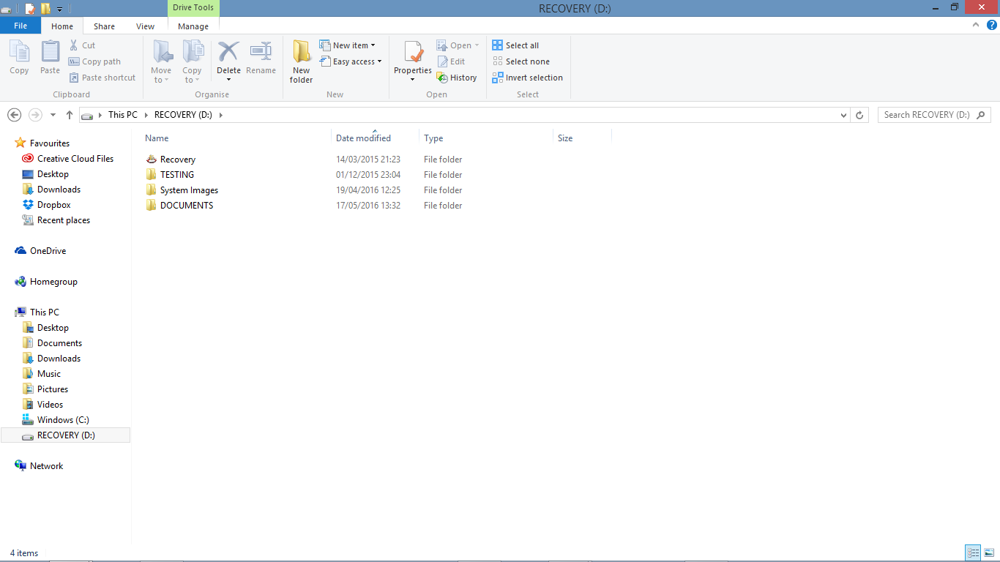 Drive Tools
RECOVERY (D:)
File Home Share View Manage
Copy
Paste
Cut
Copy path
Paste shortcut
Clipboard
Move to
Copy to
Delete
Rename
Organise
New folder
New item
Easy access
New
Properties
Open
Edit
History
Open
Select all
Select none
Invert selection
Select
This PC RECOVERY (D:)
Search RECOVERY (D:)
Favourites
Creative Cloud Files
Desktop
Downloads
Dropbox
Recent places
OneDrive
Homegroup
This PC
Desktop
Documents
Downloads
Music
Pictures
Videos
Windows (C:)
RECOVERY (D:)
Network
Name Date modified Type Size
Recovery 14/03/2015 21:23 File folder
TESTING 01/12/2015 23:04 File folder
System Images 19/04/2016 12:25 File folder
DOCUMENTS 17/05/2016 13:32 File folder
4 items